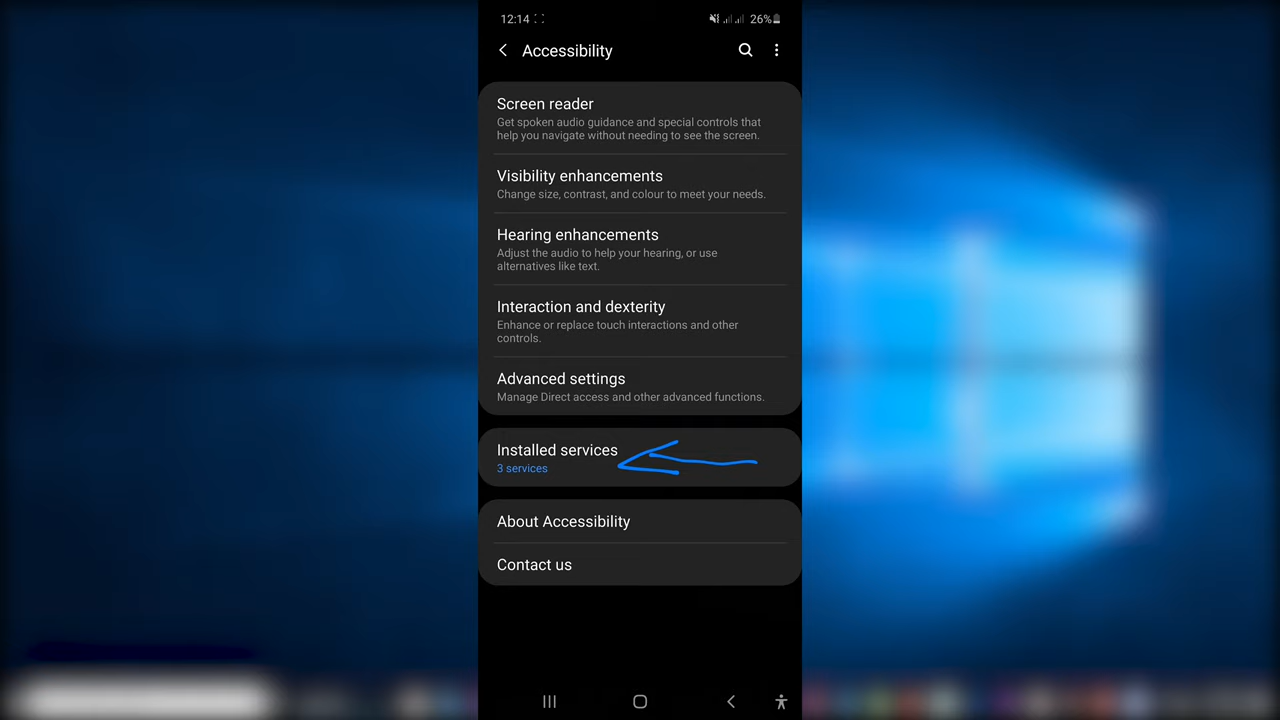 12:14
26%
Accessibility
Screen reader
Get spoken audio guidance and special controls that
help you navigate without needing to see the screen.
Visibility enhancements
Change size, contrast, and colour to meet your needs.
Hearing enhancements
Adjust the audio to help your hearing, or use
alternatives like text.
Interaction and dexterity
Enhance or replace touch interactions and other
controls.
Advanced settings
Manage Direct access and other advanced functions.
Installed services
3 services
About Accessibility
Contact us